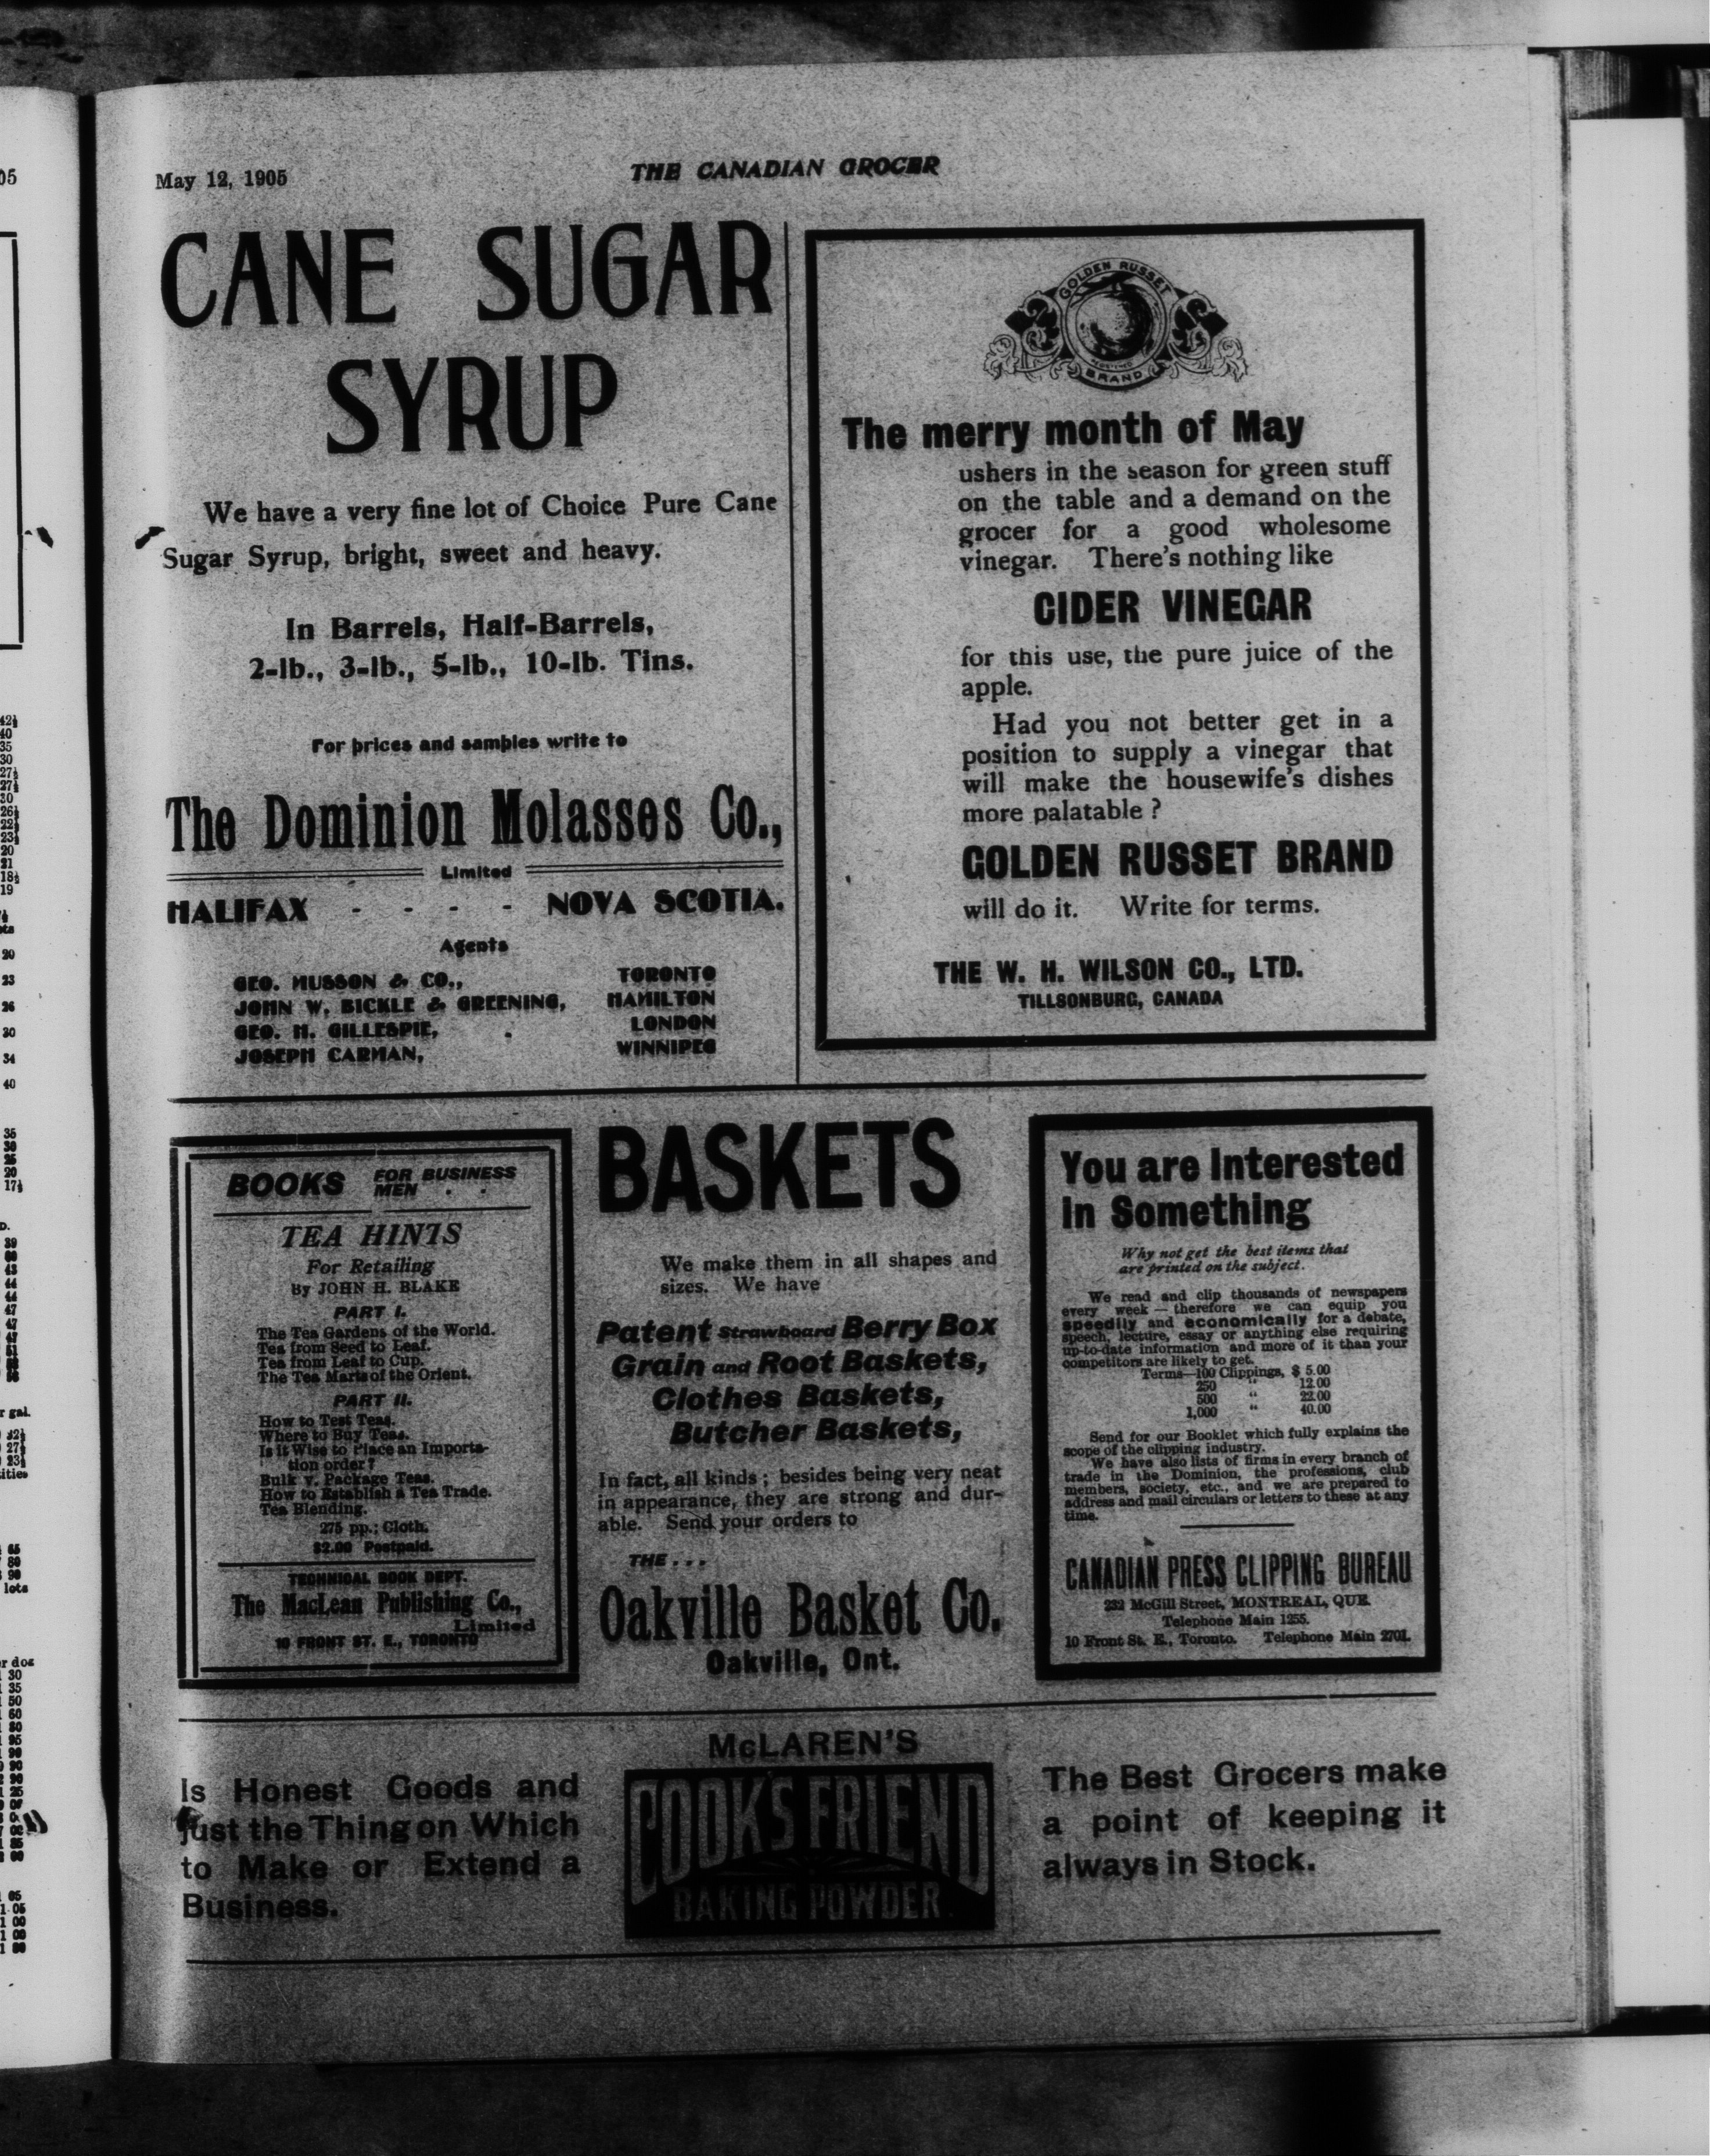 May 12, 1905
THE CANADIAN GROCER
CANE SUGAR
SYRUP
We have a very fine lot of Choice Pure Cane
Sugar Syrup, bright, sweet and heavy.
In Barrels, Half-Barrels,
2-lb., 3-lb., 5-lb., 10-lb. Tins.
For prices and samples write to
The Dominion Molasses Co.,
Limited
HALIFAX - - - - NOVA SCOTIA.
Agents
GEO. MUSSON & CO., TORONTO
JOHN W. BICKLE & GREENING, HAMILTON
GEO. H. GILLESPIE, LONDON
JOSEPH CARMAN, WINNIPEG
GOLDEN RUSSET
BRAND
The merry month of May
ushers in the season for green stuff
on the table and a demand on the
grocer for a good wholesome
vinegar. There's nothing like
CIDER VINEGAR
for this use, the pure juice of the
apple.
Had you not better get in a
position to supply a vinegar that
will make the housewife's dishes
more palatable ?
GOLDEN RUSSET BRAND
will do it. Write for terms.
THE W. H. WILSON CO., LTD.
TILLSONBURG, CANADA
BOOKS FOR BUSINESS
MEN . .
TEA HINTS
For Retailing
By JOHN H. BLAKE
PART I.
The Tea Gardens of the World.
Tea from Seed to Leaf.
Tea from Leaf to Cup.
The Tea Marts of the Orient.
PART II.
How to Test Teas.
Where to Buy Teas.
Is it Wise to Place an Importa-
tion order?
Bulk v. Package Teas.
How to Establish a Tea Trade.
Tea Blending.
275 pp.; Cloth.
$2.00 Postpaid.
TECHNICAL BOOK DEPT.
The MacLean Publishing Co.,
Limited
10 FRONT ST. E., TORONTO
BASKETS
We make them in all shapes and
sizes. We have
Patent Strawboard Berry Box
Grain and Root Baskets,
Clothes Baskets,
Butcher Baskets,
In fact, all kinds ; besides being very neat
in appearance, they are strong and dur-
able. Send your orders to
THE . . .
Oakville Basket Co.
Oakville, Ont.
You are Interested
In Something
Why not get the best items that
are printed on the subject.
We read and clip thousands of newspapers
every week — therefore we can equip you
speedily and economically for a debate,
speech, lecture, essay or anything else requiring
up-to-date information and more of it than your
competitors are likely to get.
Terms—100 Clippings, $ 5.00
250 " 12.00
500 " 22.00
1,000 " 40.00
Send for our Booklet which fully explains the
scope of the clipping industry.
We have also lists of firms in every branch of
trade in the Dominion, the professions, club
members, society, etc., and we are prepared to
address and mail circulars or letters to these at any
time.
CANADIAN PRESS CLIPPING BUREAU
232 McGill Street, MONTREAL, QUE.
Telephone Main 1255.
10 Front St. E., Toronto. Telephone Main 2701.
Is Honest Goods and
Just the Thing on Which
to Make or Extend a
Business.
McLAREN'S
COOK'S FRIEND
BAKING POWDER
The Best Grocers make
a point of keeping it
always in Stock.